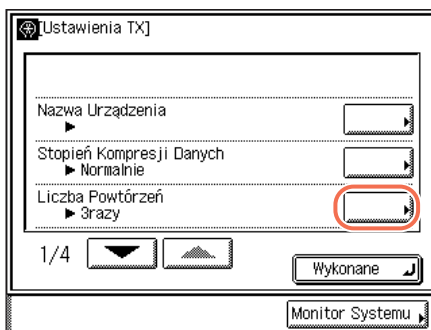 [Ustawienia TX]
Nazwa Urządzenia
▶
Stopień Kompresji Danych
▶ Normalnie
Liczba Powtórzeń
▶ 3razy
1/4
Wykonane
Monitor Systemu